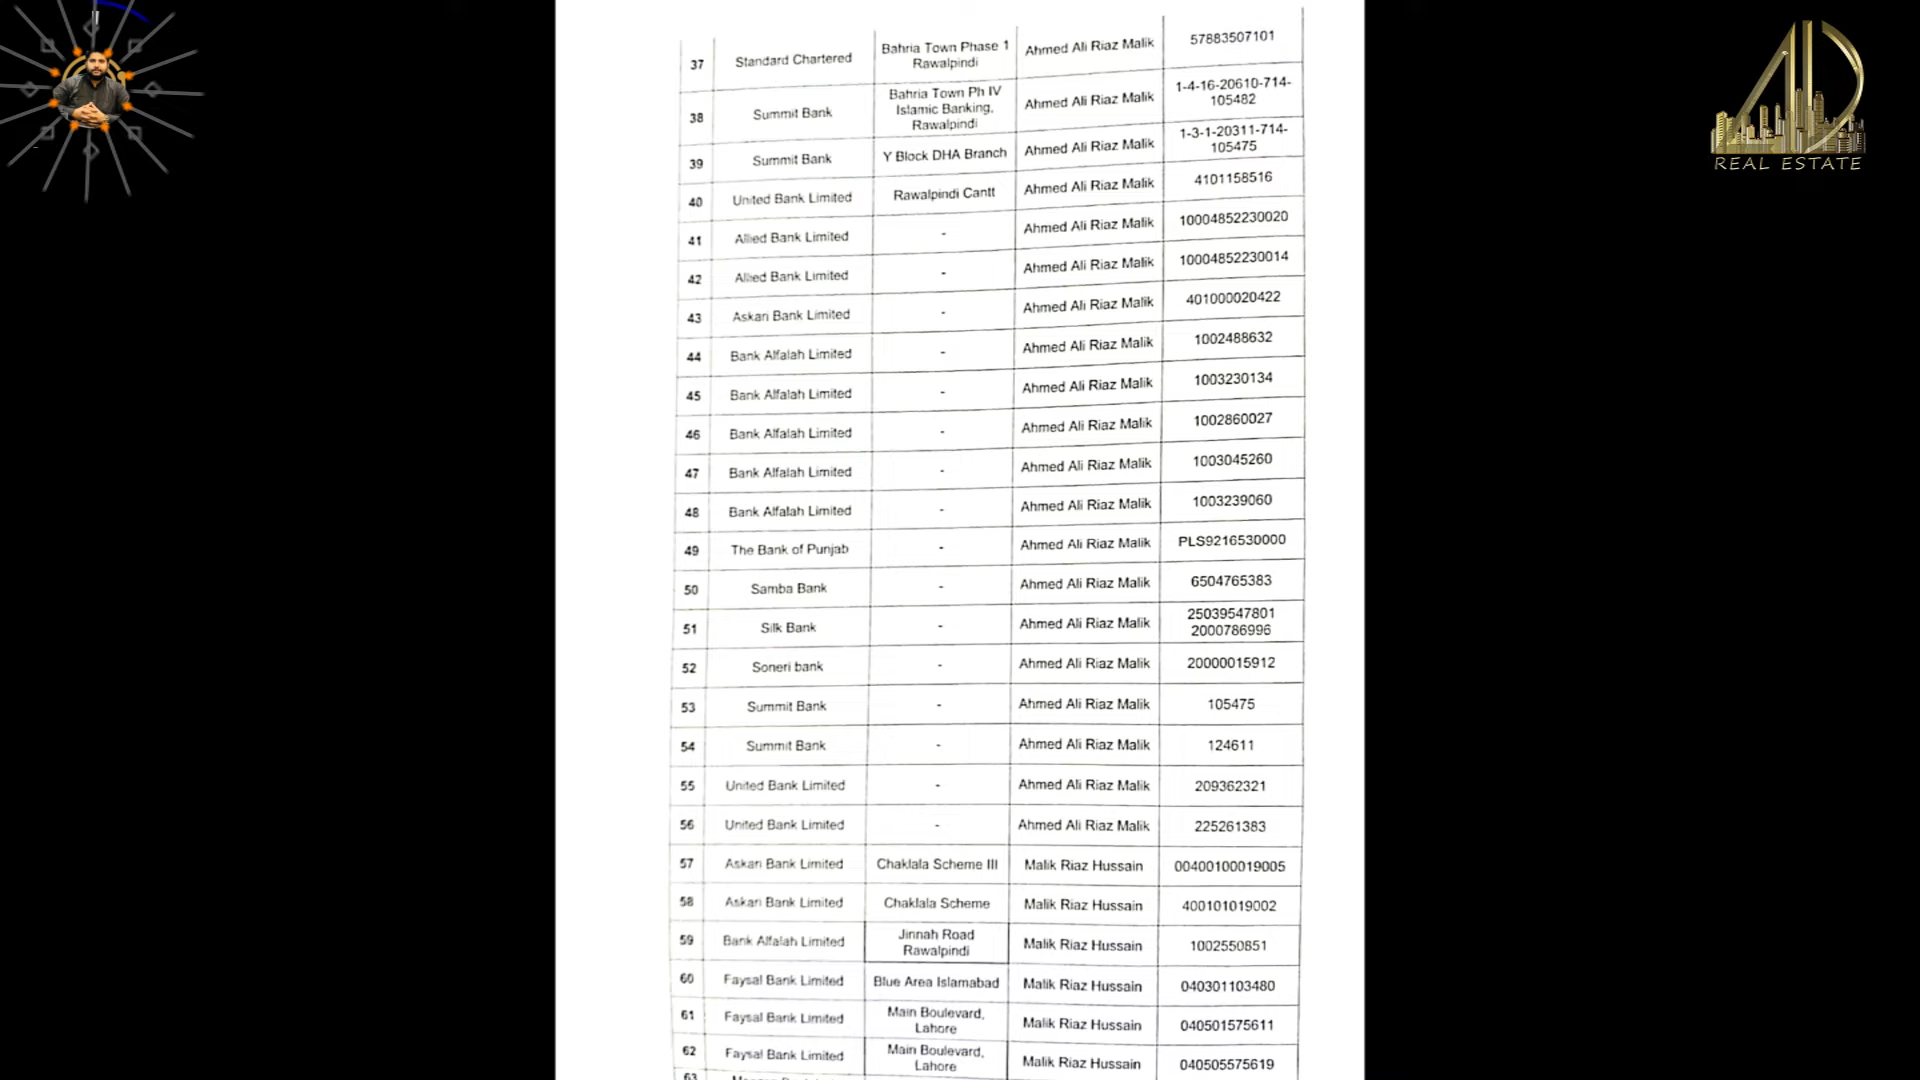 37 Standard Chartered Bahria Town Phase 1 Rawalpindi Ahmed Ali Riaz Malik 57883507101
38 Summit Bank Bahria Town Ph IV Islamic Banking, Rawalpindi Ahmed Ali Riaz Malik 1-4-16-20610-714-105482
39 Summit Bank Y Block DHA Branch Ahmed Ali Riaz Malik 1-3-1-20311-714-105475
40 United Bank Limited Rawalpindi Cantt Ahmed Ali Riaz Malik 4101158516
41 Allied Bank Limited - Ahmed Ali Riaz Malik 10004852230020
42 Allied Bank Limited - Ahmed Ali Riaz Malik 10004852230014
43 Askari Bank Limited - Ahmed Ali Riaz Malik 401000020422
44 Bank Alfalah Limited - Ahmed Ali Riaz Malik 1002488632
45 Bank Alfalah Limited - Ahmed Ali Riaz Malik 1003230134
46 Bank Alfalah Limited - Ahmed Ali Riaz Malik 1002860027
47 Bank Alfalah Limited - Ahmed Ali Riaz Malik 1003045260
48 Bank Alfalah Limited - Ahmed Ali Riaz Malik 1003239060
49 The Bank of Punjab - Ahmed Ali Riaz Malik PLS9216530000
50 Samba Bank - Ahmed Ali Riaz Malik 6504765383
51 Silk Bank - Ahmed Ali Riaz Malik 25039547801 2000786996
52 Soneri bank - Ahmed Ali Riaz Malik 20000015912
53 Summit Bank - Ahmed Ali Riaz Malik 105475
54 Summit Bank - Ahmed Ali Riaz Malik 124611
55 United Bank Limited - Ahmed Ali Riaz Malik 209362321
56 United Bank Limited - Ahmed Ali Riaz Malik 225261383
57 Askari Bank Limited Chaklala Scheme III Malik Riaz Hussain 00400100019005
58 Askari Bank Limited Chaklala Scheme Malik Riaz Hussain 400101019002
59 Bank Alfalah Limited Jinnah Road Rawalpindi Malik Riaz Hussain 1002550851
60 Faysal Bank Limited Blue Area Islamabad Malik Riaz Hussain 040301103480
61 Faysal Bank Limited Main Boulevard, Lahore Malik Riaz Hussain 040501575611
62 Faysal Bank Limited Main Boulevard, Lahore Malik Riaz Hussain 040505575619
63
AD
REAL ESTATE